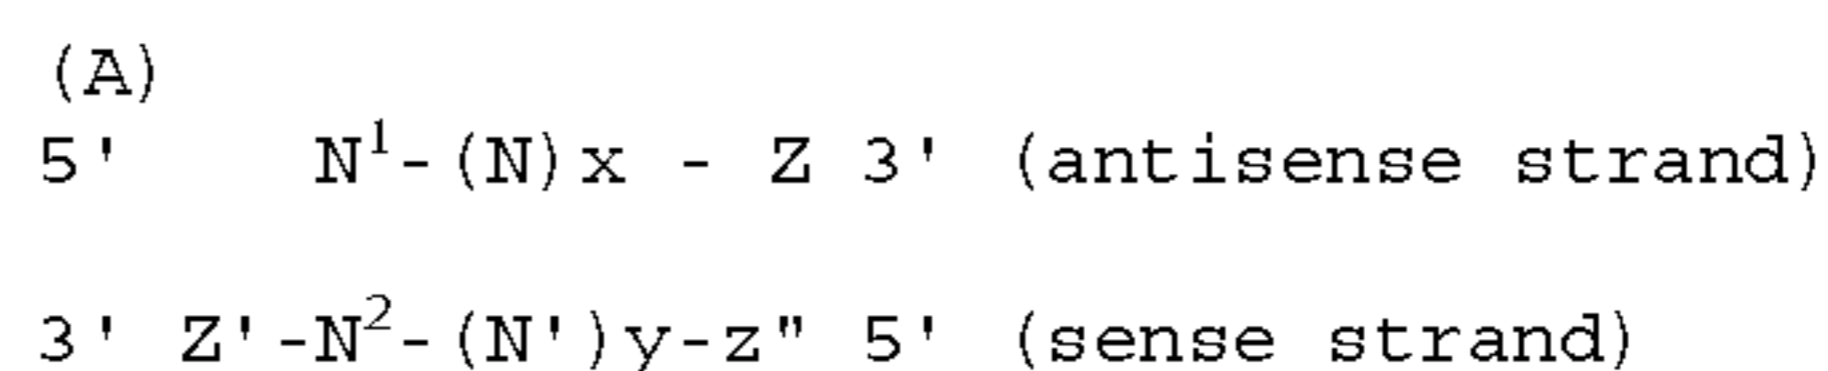 (A)
5' N¹-(N)x - Z 3' (antisense strand)
3' Z'-N²-(N')y-z" 5' (sense strand)